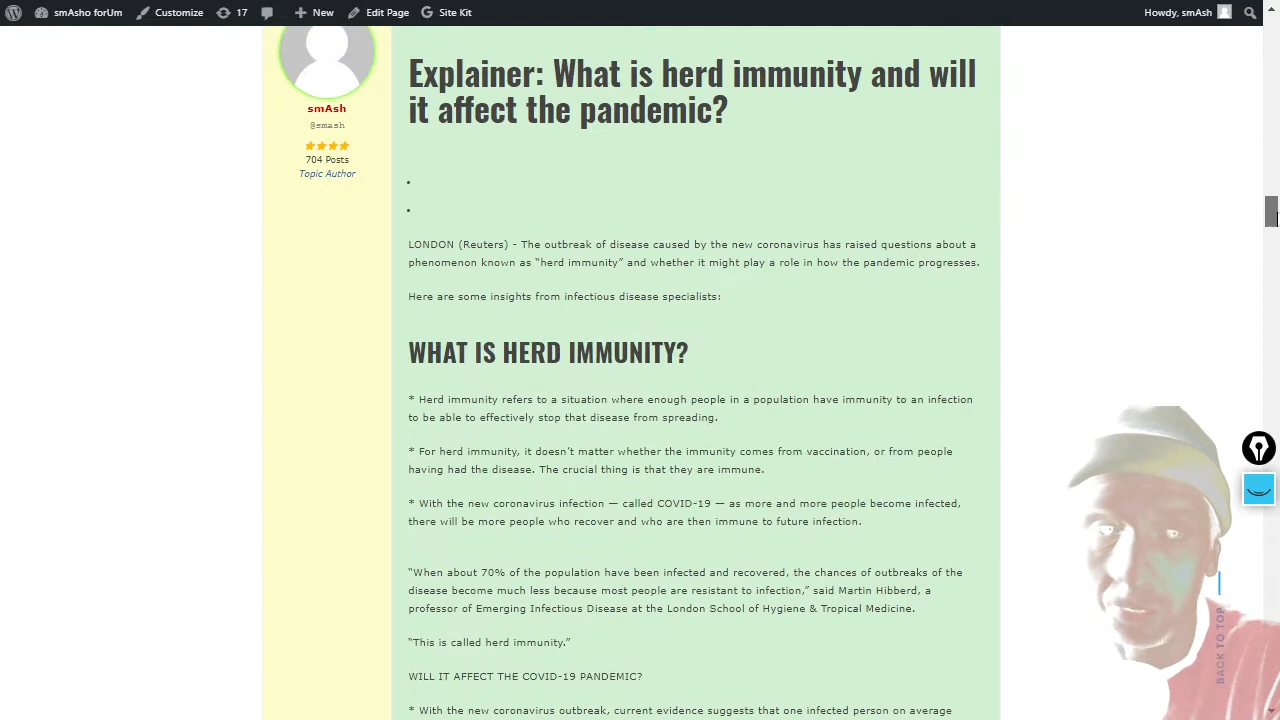 smAsho forUm Customize 17 New Edit Page Site Kit Howdy, smAsh
smAsh
@smash
704 Posts
Topic Author
Explainer: What is herd immunity and will
it affect the pandemic?
LONDON (Reuters) - The outbreak of disease caused by the new coronavirus has raised questions about a
phenomenon known as “herd immunity” and whether it might play a role in how the pandemic progresses.
Here are some insights from infectious disease specialists:
WHAT IS HERD IMMUNITY?
* Herd immunity refers to a situation where enough people in a population have immunity to an infection
to be able to effectively stop that disease from spreading.
* For herd immunity, it doesn’t matter whether the immunity comes from vaccination, or from people
having had the disease. The crucial thing is that they are immune.
* With the new coronavirus infection — called COVID-19 — as more and more people become infected,
there will be more people who recover and who are then immune to future infection.
“When about 70% of the population have been infected and recovered, the chances of outbreaks of the
disease become much less because most people are resistant to infection,” said Martin Hibberd, a
professor of Emerging Infectious Disease at the London School of Hygiene & Tropical Medicine.
“This is called herd immunity.”
WILL IT AFFECT THE COVID-19 PANDEMIC?
* With the new coronavirus outbreak, current evidence suggests that one infected person on average
BACK TO TOP